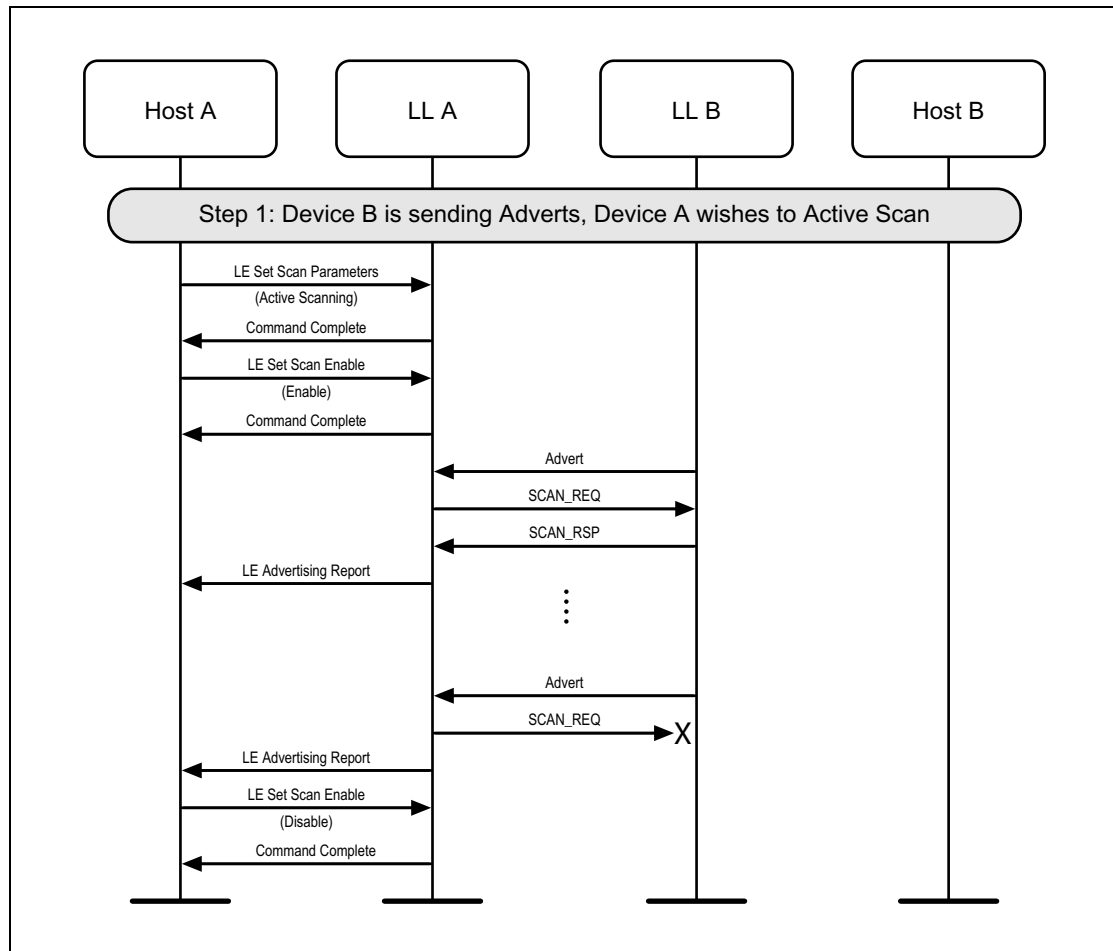 Host A
LL A
LL B
Host B
Step 1: Device B is sending Adverts, Device A wishes to Active Scan
LE Set Scan Parameters
(Active Scanning)
Command Complete
LE Set Scan Enable
(Enable)
Command Complete
Advert
SCAN_REQ
SCAN_RSP
LE Advertising Report
Advert
SCAN_REQ
X
LE Advertising Report
LE Set Scan Enable
(Disable)
Command Complete